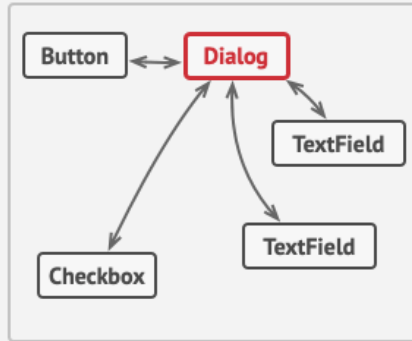 Button
Dialog
TextField
TextField
Checkbox